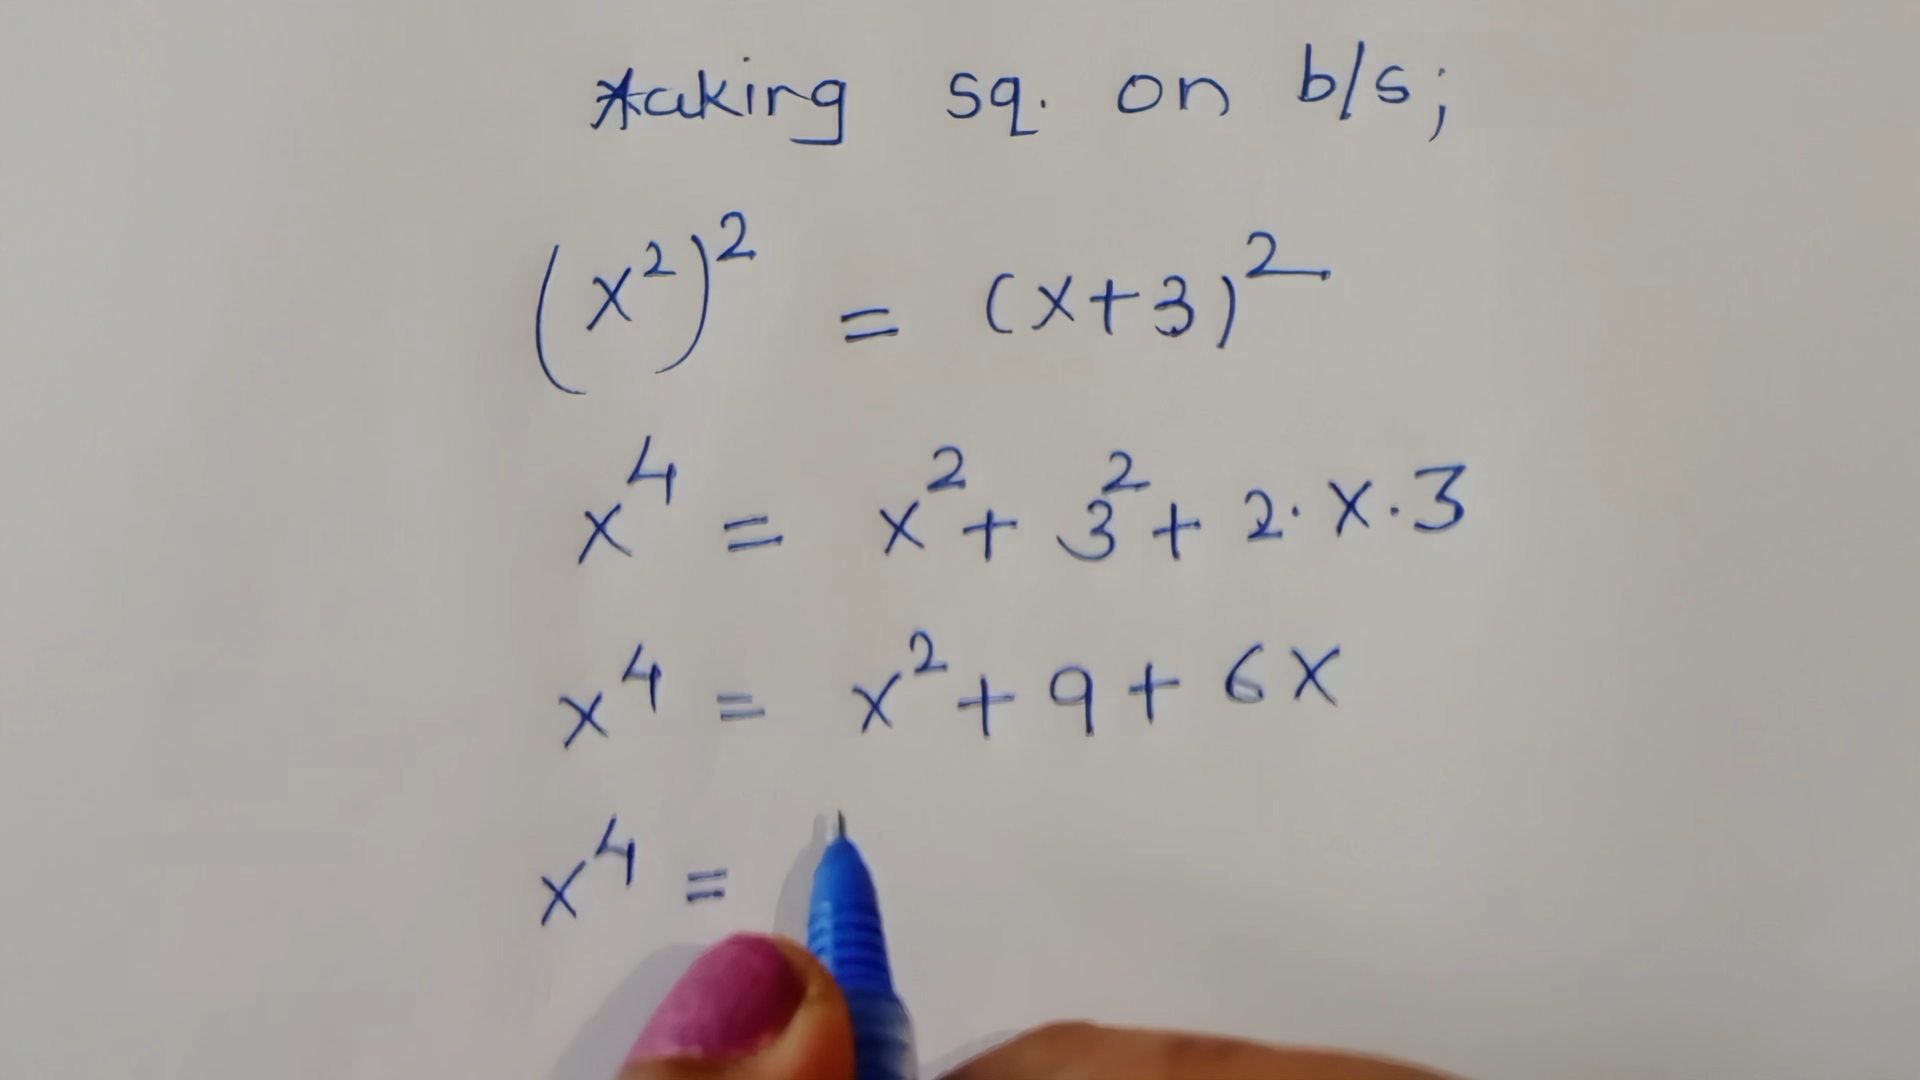 taking sq. on b/s;
(x²)² = (x+3)²
x⁴ = x² + 3² + 2·x·3
x⁴ = x² + 9 + 6x
x⁴ =